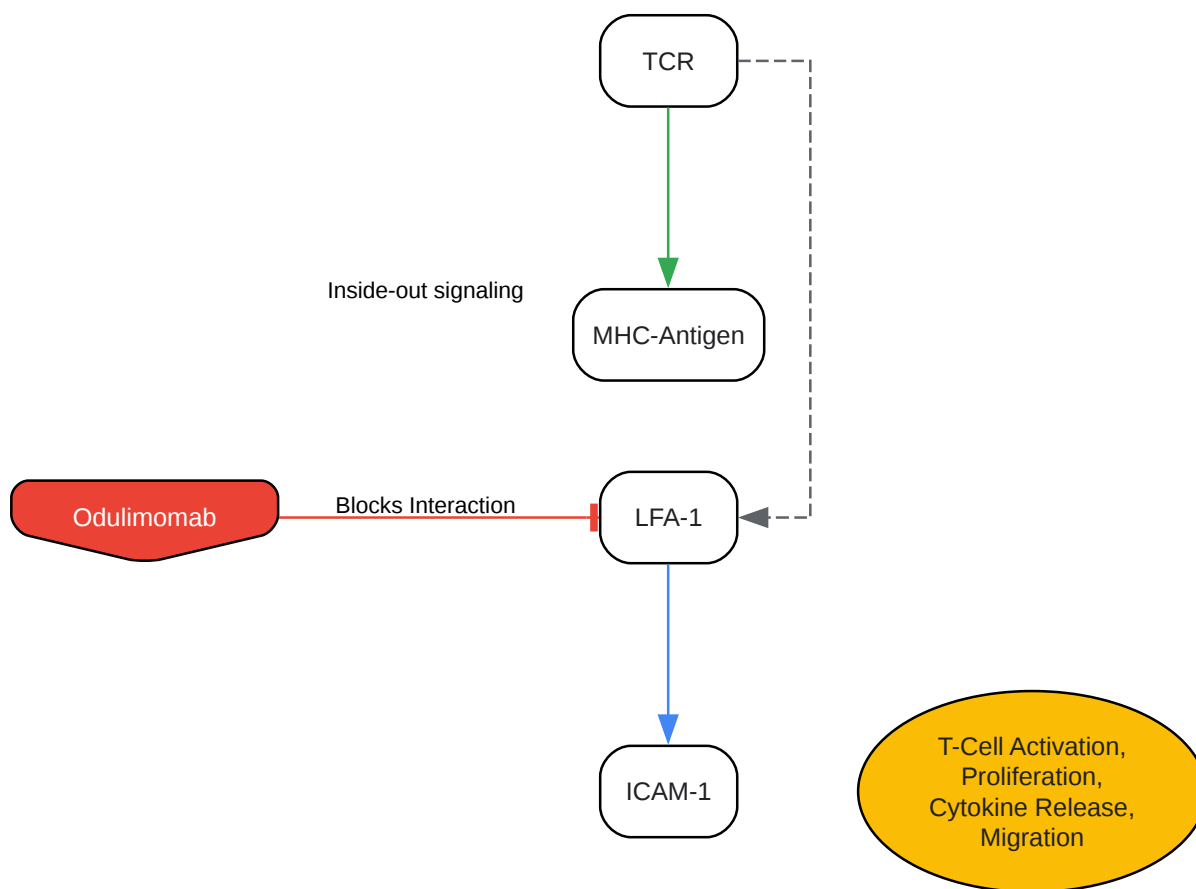 TCR
Inside-out signaling
MHC-Antigen
Odulimomab
Blocks Interaction
LFA-1
ICAM-1
T-Cell Activation,
Proliferation,
Cytokine Release,
Migration